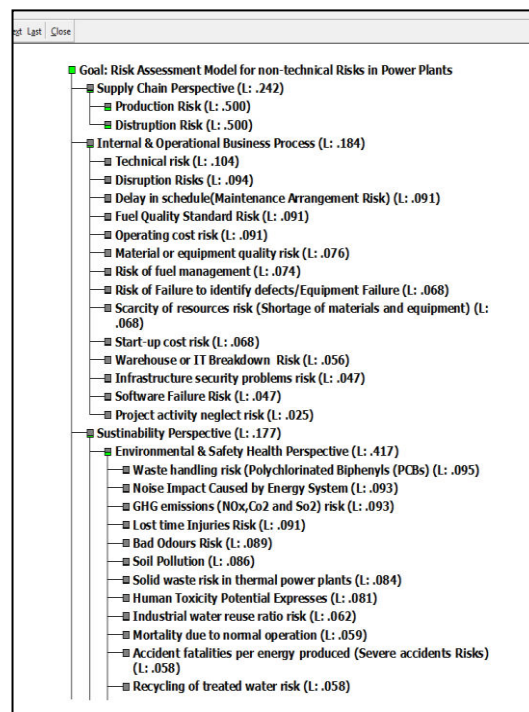 Last Close
Goal: Risk Assessment Model for non-technical Risks in Power Plants
Supply Chain Perspective (L: .242)
Production Risk (L: .500)
Distruption Risk (L: .500)
Internal & Operational Business Process (L: .184)
Technical risk (L: .104)
Disruption Risks (L: .094)
Delay in schedule(Maintenance Arrangement Risk) (L: .091)
Fuel Quality Standard Risk (L: .091)
Operating cost risk (L: .091)
Material or equipment quality risk (L: .076)
Risk of fuel management (L: .074)
Risk of Failure to identify defects/Equipment Failure (L: .068)
Scarcity of resources risk (Shortage of materials and equipment) (L:
.068)
Start-up cost risk (L: .068)
Warehouse or IT Breakdown Risk (L: .056)
Infrastructure security problems risk (L: .047)
Software Failure Risk (L: .047)
Project activity neglect risk (L: .025)
Sustinability Perspective (L: .177)
Environmental & Safety Health Perspective (L: .417)
Waste handling risk (Polychlorinated Biphenyls (PCBs) (L: .095)
Noise Impact Caused by Energy System (L: .093)
GHG emissions (NOx,Co2 and So2) risk (L: .093)
Lost time Injuries Risk (L: .091)
Bad Odours Risk (L: .089)
Soil Pollution (L: .086)
Solid waste risk in thermal power plants (L: .084)
Human Toxicity Potential Expresses (L: .081)
Industrial water reuse ratio risk (L: .062)
Mortality due to normal operation (L: .059)
Accident fatalities per energy produced (Severe accidents Risks)
(L: .058)
Recycling of treated water risk (L: .058)